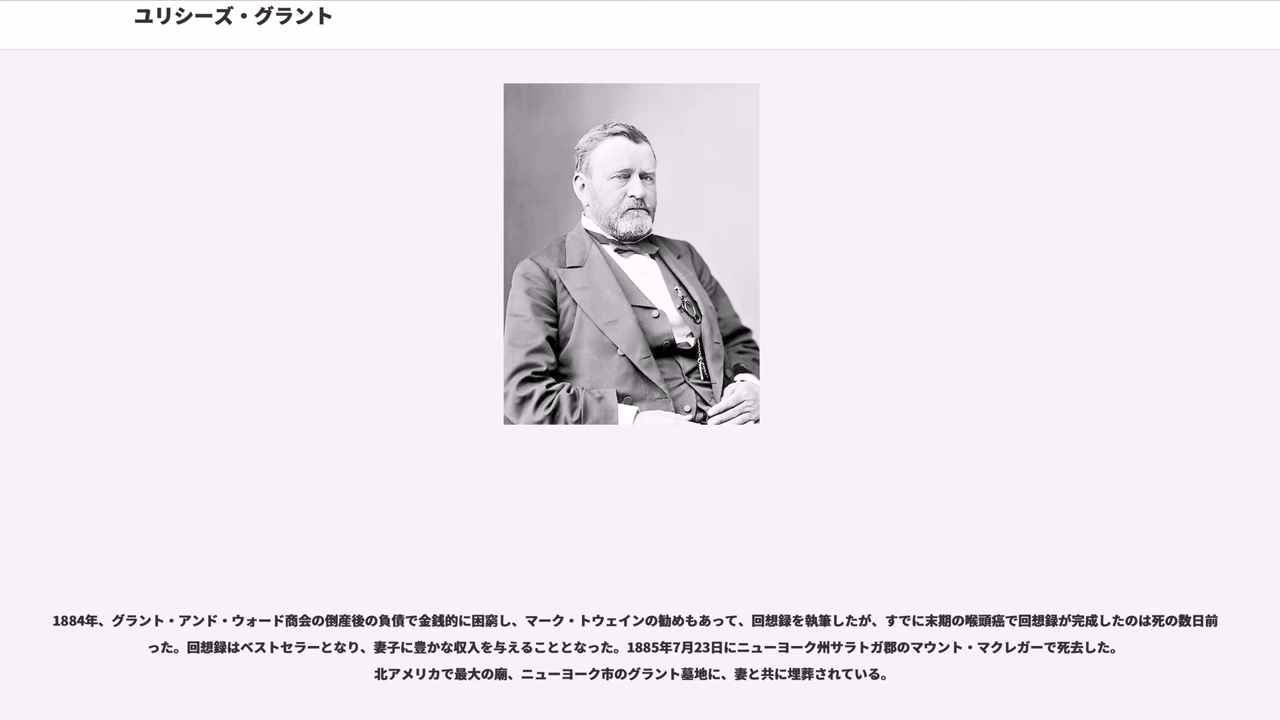 ユリシーズ・グラント
1884年、グラント・アンド・ウォード商会の倒産後の負債で金銭的に困窮し、マーク・トウェインの勧めもあって、回想録を執筆したが、すでに末期の喉頭癌で回想録が完成したのは死の数日前
った。回想録はベストセラーとなり、妻子に豊かな収入を与えることとなった。1885年7月23日にニューヨーク州サラトガ郡のマウント・マクレガーで死去した。
北アメリカで最大の廟、ニューヨーク市のグラント墓地に、妻と共に埋葬されている。